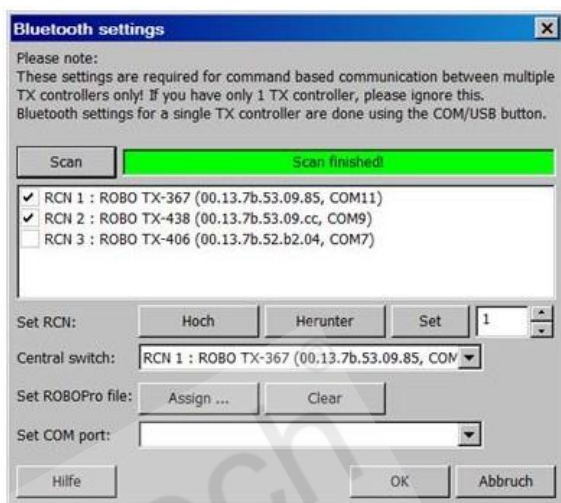 Bluetooth settings
Please note:
These settings are required for command based communication between multiple
TX controllers only! If you have only 1 TX controller, please ignore this.
Bluetooth settings for a single TX controller are done using the COM/USB button.
Scan Scan finished!
RCN 1 : ROBO TX-367 (00.13.7b.53.09.85, COM11)
RCN 2 : ROBO TX-438 (00.13.7b.53.09.cc, COM9)
RCN 3 : ROBO TX-406 (00.13.7b.52.b2.04, COM7)
Set RCN: Hoch Herunter Set 1
Central switch: RCN 1 : ROBO TX-367 (00.13.7b.53.09.85, COM
Set ROBOPro file: Assign ... Clear
Set COM port:
Hilfe OK Abbruch